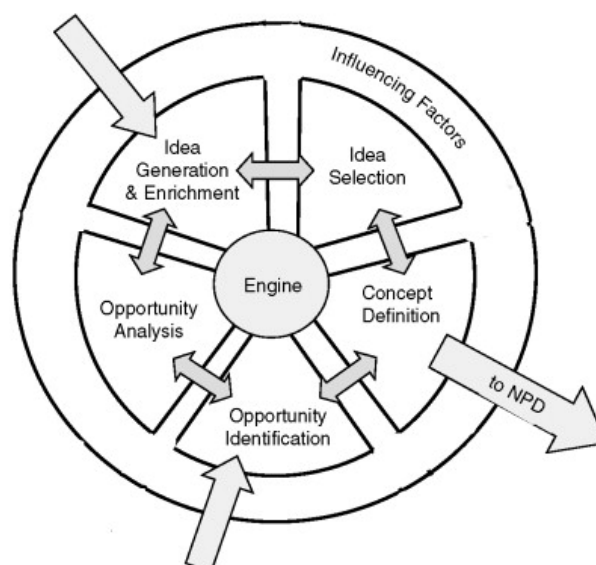 Influencing Factors
Idea
Generation
& Enrichment
Idea
Selection
Engine
Opportunity
Analysis
Concept
Definition
to NPD
Opportunity
Identification